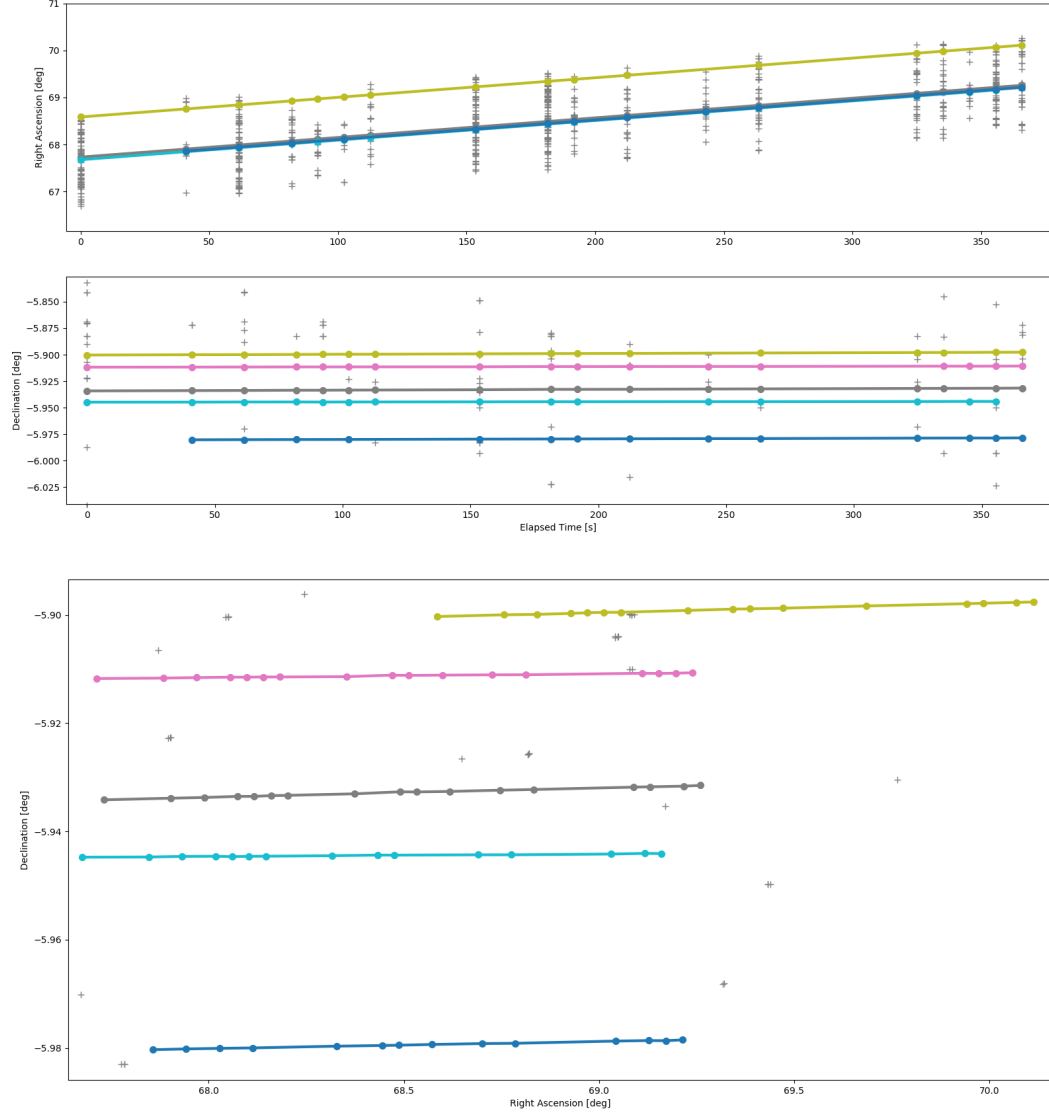 71
70
69
68
67
Right Ascension [deg]
0 50 100 150 200 250 300 350
−5.850
−5.875
−5.900
−5.925
−5.950
−5.975
−6.000
−6.025
Declination [deg]
0 50 100 150 200 250 300 350
Elapsed Time [s]
−5.90
−5.92
−5.94
−5.96
−5.98
Declination [deg]
68.0 68.5 69.0 69.5 70.0
Right Ascension [deg]